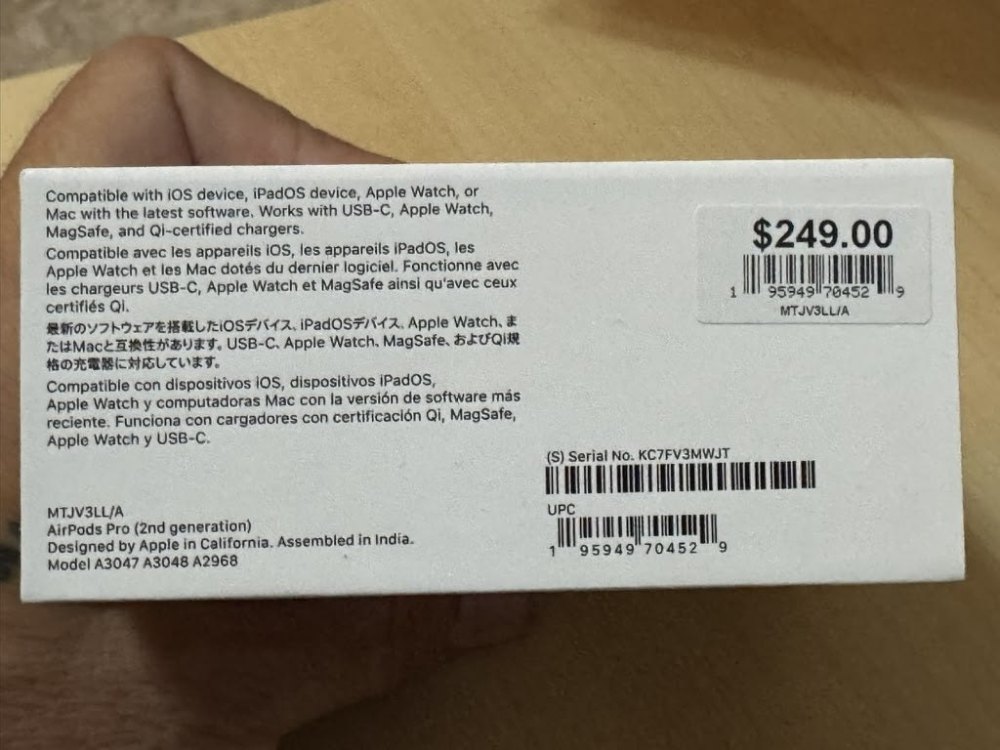 Compatible with iOS device, iPadOS device, Apple Watch, or
Mac with the latest software. Works with USB-C, Apple Watch,
MagSafe, and Qi-certified chargers.
Compatible avec les appareils iOS, les appareils iPadOS, les
Apple Watch et les Mac dotés du dernier logiciel. Fonctionne avec
les chargeurs USB-C, Apple Watch et MagSafe ainsi qu'avec ceux
certifiés Qi.
最新のソフトウェアを搭載したiOSデバイス、iPadOSデバイス、Apple Watch、ま
たはMacと互換性があります。USB-C、Apple Watch、MagSafe、およびQi規
格の充電器に対応しています。
Compatible con dispositivos iOS, dispositivos iPadOS,
Apple Watch y computadoras Mac con la versión de software más
reciente. Funciona con cargadores con certificación Qi, MagSafe,
Apple Watch y USB-C.
MTJV3LL/A
AirPods Pro (2nd generation)
Designed by Apple in California. Assembled in India.
Model A3047 A3048 A2968
$249.00
1 95949 70452 9
MTJV3LL/A
(S) Serial No. KC7FV3MWJT
UPC
1 95949 70452 9